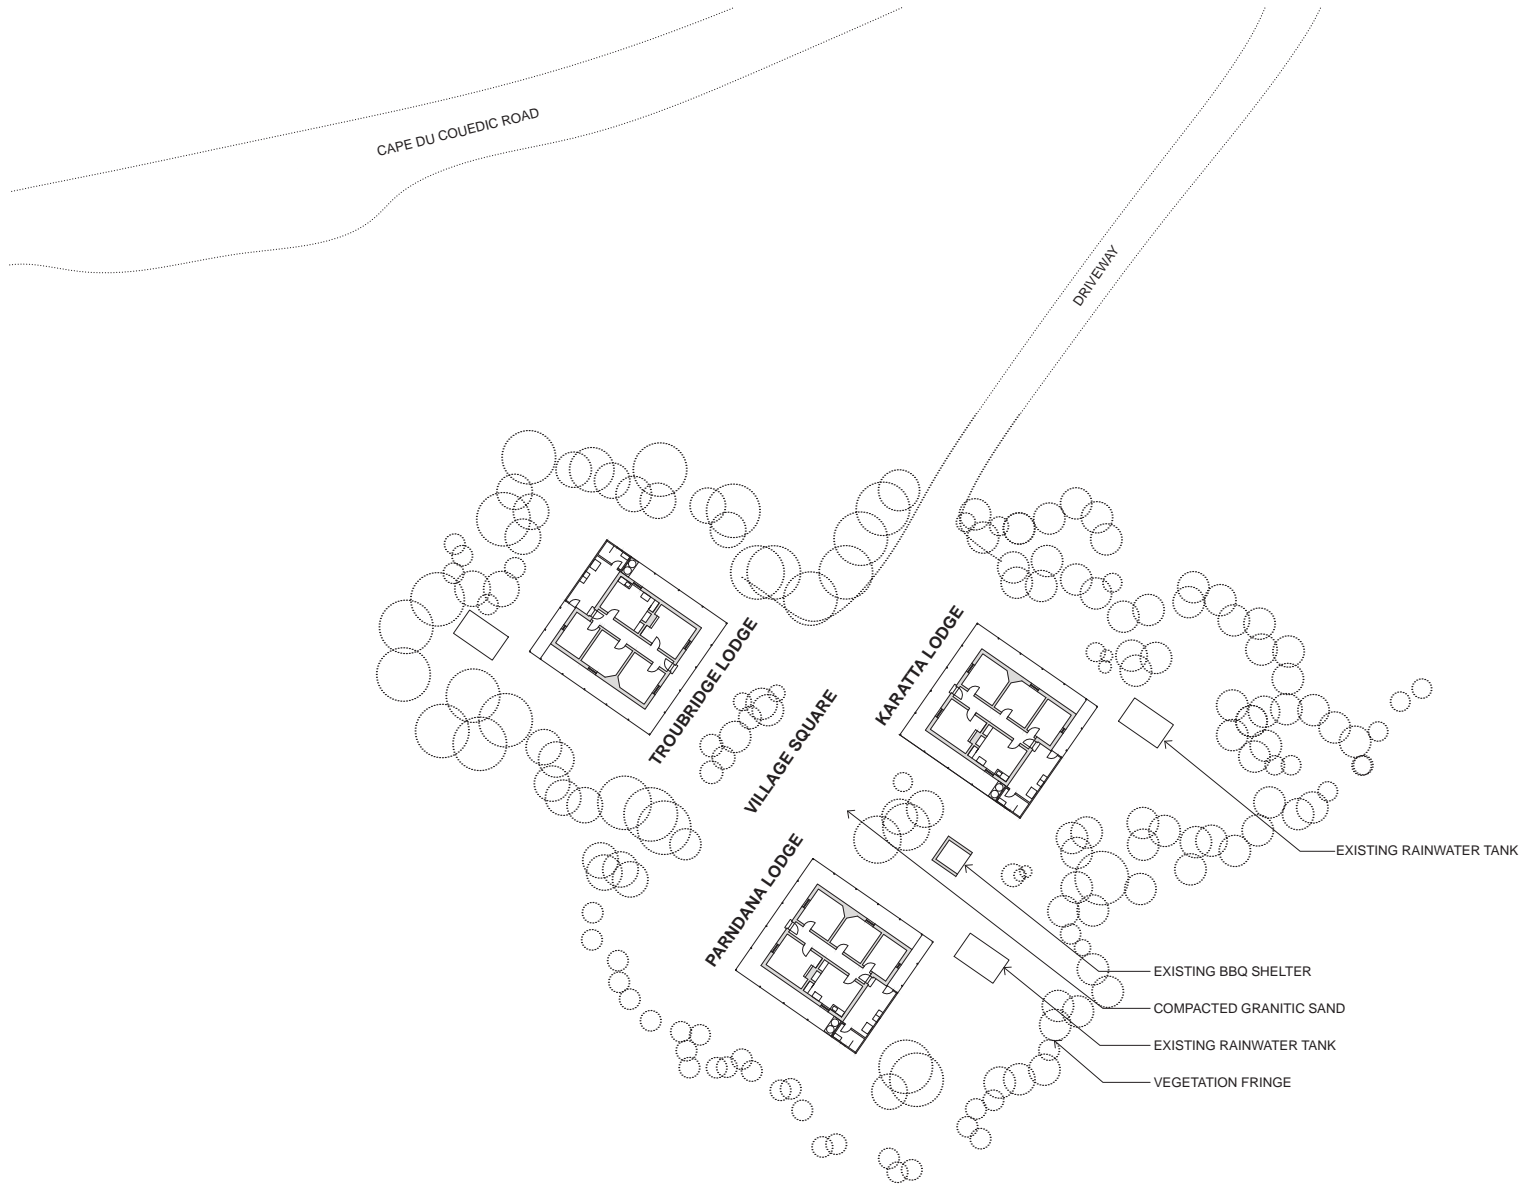 CAPE DU COUEDIC ROAD
DRIVEWAY
TROUBRIDGE LODGE
KARATTA LODGE
VILLAGE SQUARE
PARNDANA LODGE
EXISTING RAINWATER TANK
EXISTING BBQ SHELTER
COMPACTED GRANITIC SAND
EXISTING RAINWATER TANK
VEGETATION FRINGE